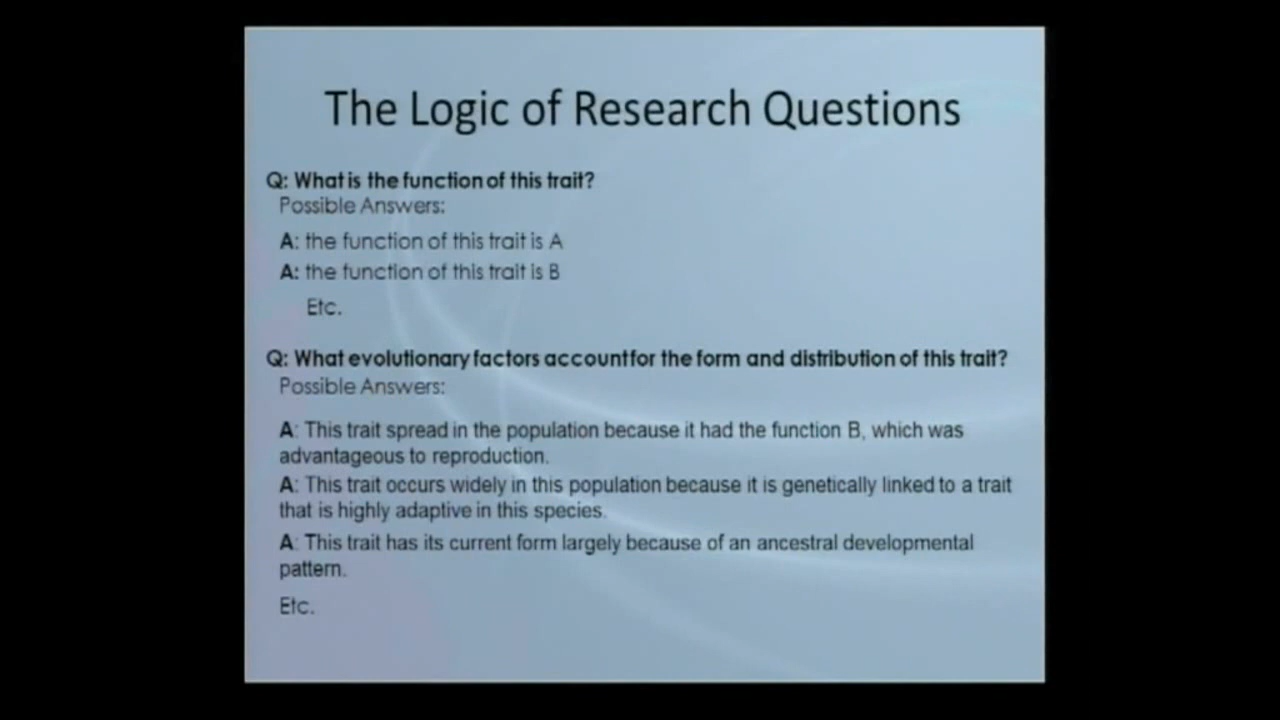 The Logic of Research Questions
Q: What is the function of this trait?
Possible Answers:
A: the function of this trait is A
A: the function of this trait is B
Etc.
Q: What evolutionary factors account for the form and distribution of this trait?
Possible Answers:
A: This trait spread in the population because it had the function B, which was
advantageous to reproduction.
A: This trait occurs widely in this population because it is genetically linked to a trait
that is highly adaptive in this species.
A: This trait has its current form largely because of an ancestral developmental
pattern.
Etc.